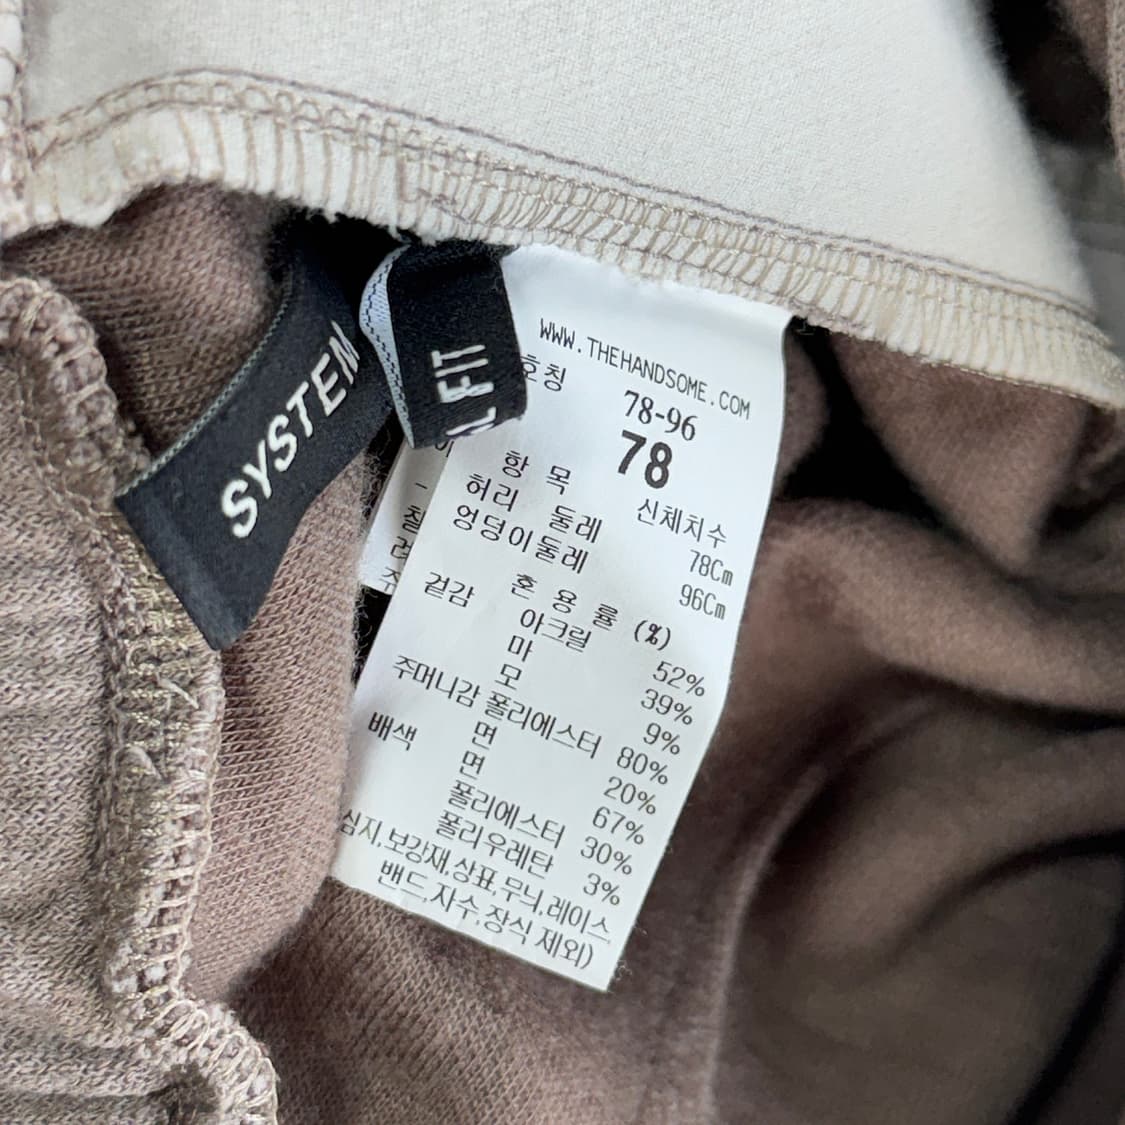 SYSTEM
FIT
WWW.THEHANDSOME.COM
호칭 78-96
78
항 목 신체치수
허리 둘레 78Cm
엉덩이둘레 96Cm
혼 용 율 (%)
겉감 아크릴 52%
마 39%
모 9%
주머니감 폴리에스터 80%
면 20%
배색 면 67%
폴리에스터 30%
폴리우레탄 3%
심지,보강재,상표,무늬,레이스,
밴드,자수,장식 제외)